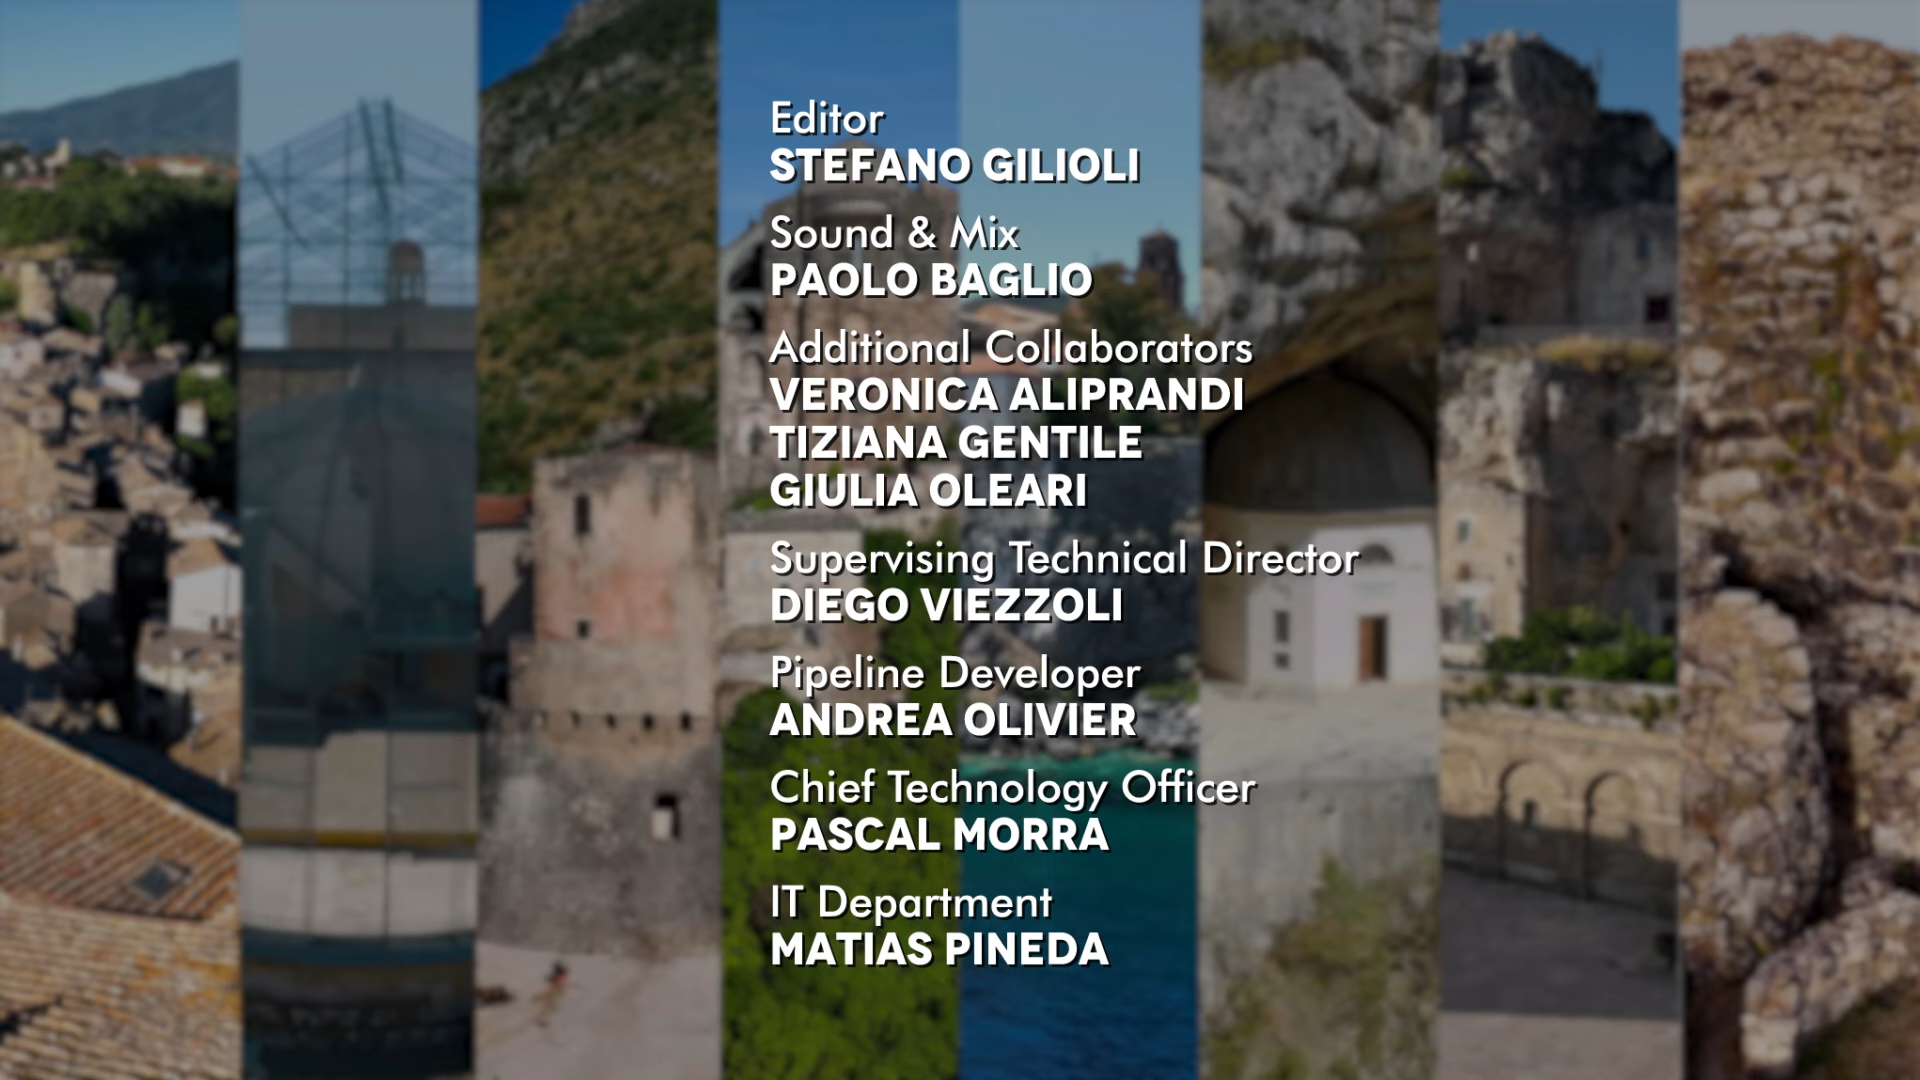 Editor
STEFANO GILIOLI
Sound & Mix
PAOLO BAGLIO
Additional Collaborators
VERONICA ALIPRANDI
TIZIANA GENTILE
GIULIA OLEARI
Supervising Technical Director
DIEGO VIEZZOLI
Pipeline Developer
ANDREA OLIVIER
Chief Technology Officer
PASCAL MORRA
IT Department
MATIAS PINEDA